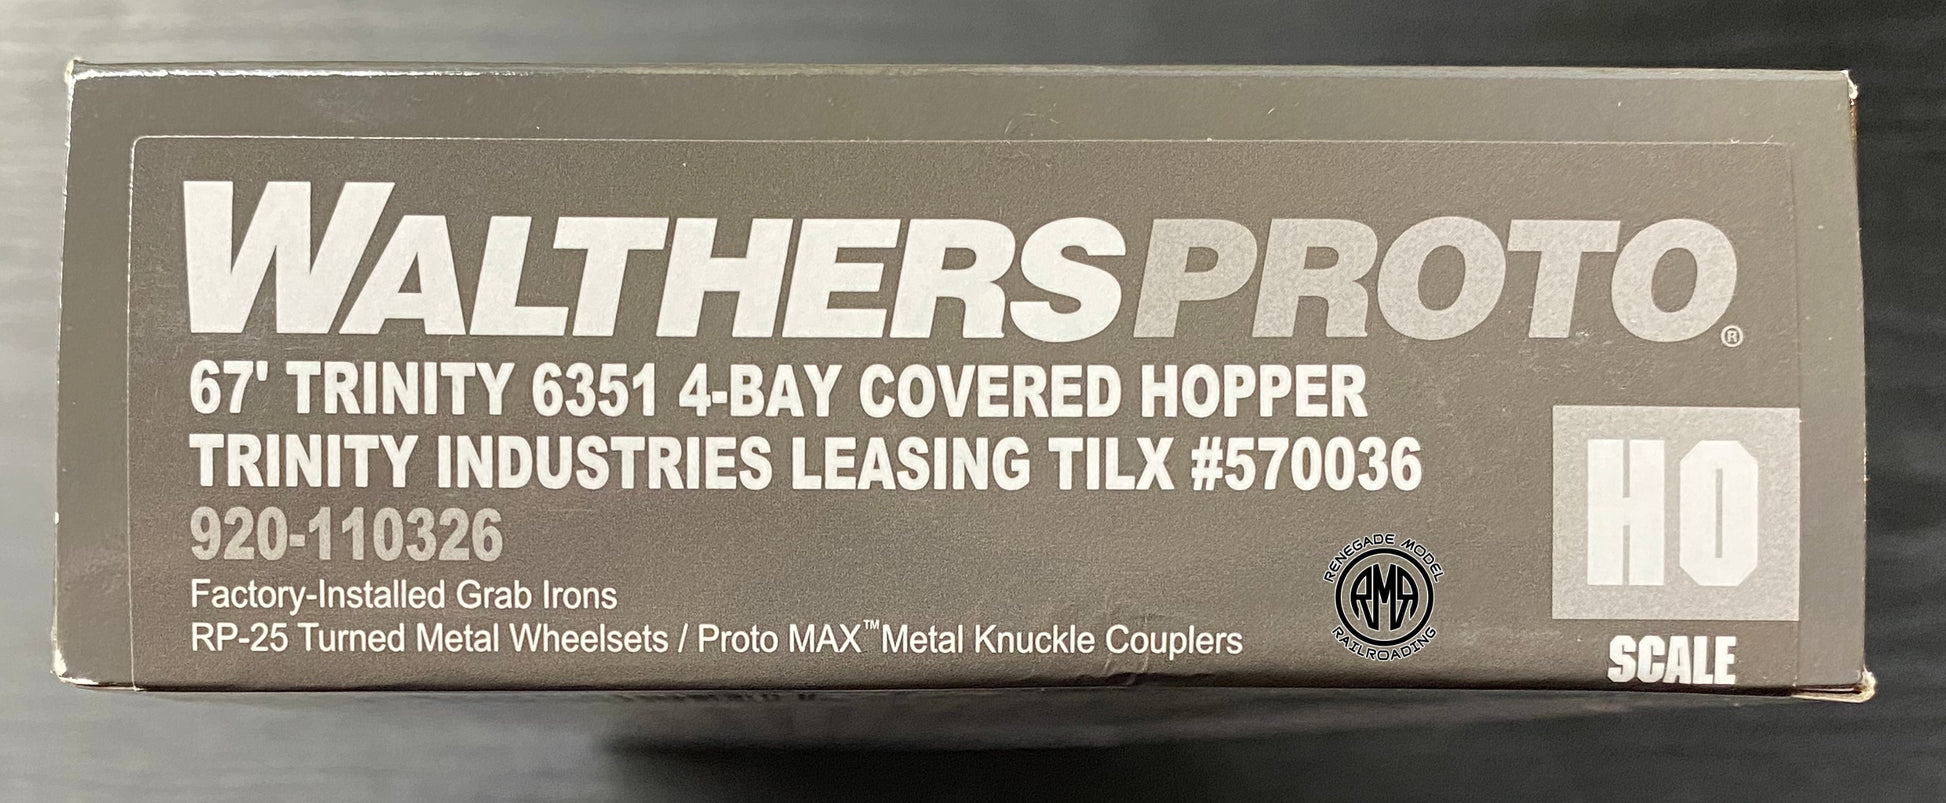 WALTHERSPROTO®
67' TRINITY 6351 4-BAY COVERED HOPPER
TRINITY INDUSTRIES LEASING TILX #570036
920-110326
Factory-Installed Grab Irons
RP-25 Turned Metal Wheelsets / Proto MAX™ Metal Knuckle Couplers
RENEGADE MODEL
RMR
RAILROADING
HO
SCALE